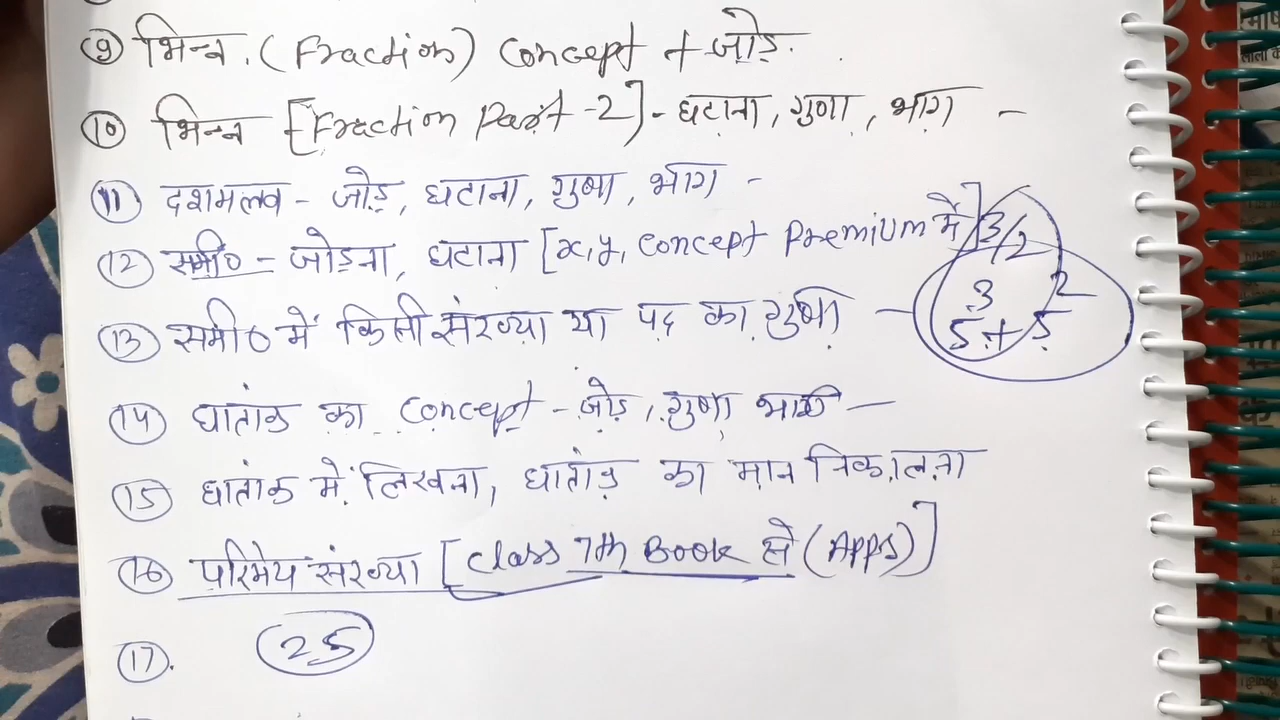 9 भिन्न. (Fraction) Concept + जोड़.
10 भिन्न [Fraction Part-2] - घटाना, गुणा, भाग -
11 दशमलव - जोड़, घटाना, गुणा, भाग -
12 समी० - जोड़ना, घटाना [x,y, Concept Premium में]
3/2
13 समी० में किसी संख्या या पद का गुणा -
3 2
5 + 5
14 घातांक का Concept - जोड़, गुणा भाग -
15 घातांक में लिखना, घातांक का मान निकालना
16 परिमेय संख्या [Class 7th Book से (Apps)]
17. 25